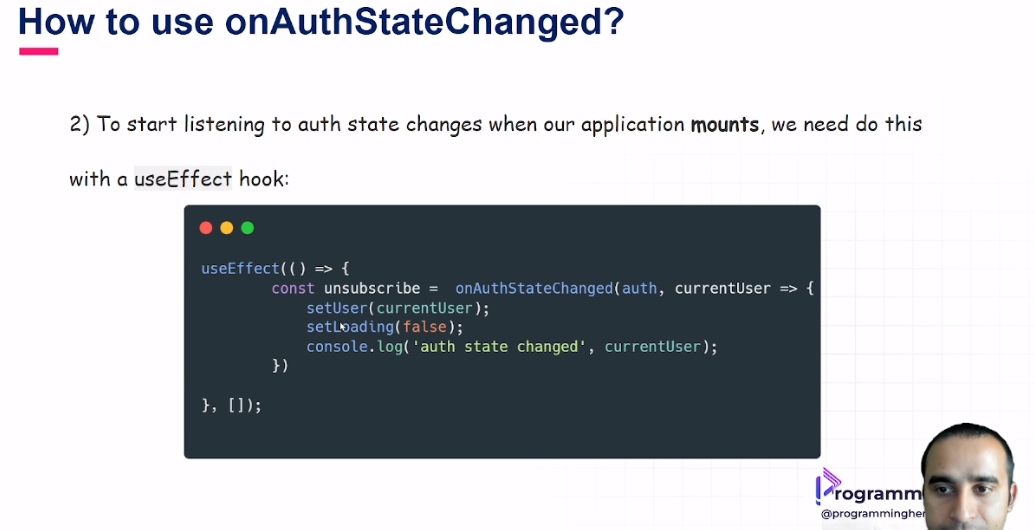 How to use onAuthStateChanged?
2) To start listening to auth state changes when our application mounts, we need do this
with a useEffect hook:
useEffect(() => {
const unsubscribe = onAuthStateChanged(auth, currentUser => {
setUser(currentUser);
setLoading(false);
console.log('auth state changed', currentUser);
})
}, []);
rogramm
@programmingher